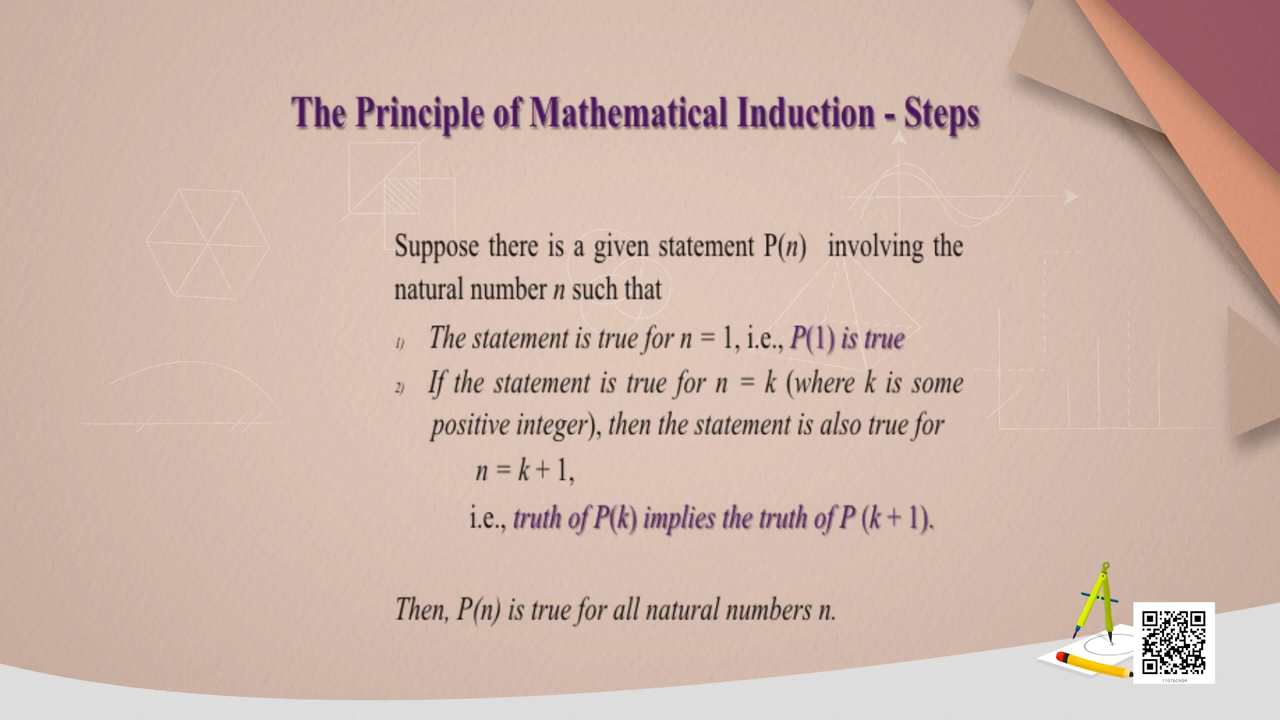 The Principle of Mathematical Induction - Steps
Suppose there is a given statement P(n) involving the
natural number n such that
1) The statement is true for n = 1, i.e., P(1) is true
2) If the statement is true for n = k (where k is some
positive integer), then the statement is also true for
n = k + 1,
i.e., truth of P(k) implies the truth of P (k + 1).
Then, P(n) is true for all natural numbers n.